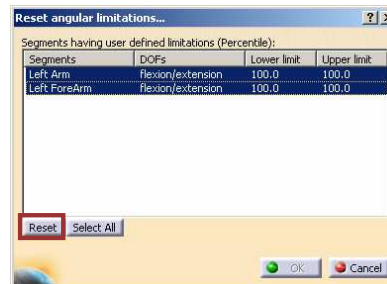 Reset angular limitations...
Segments having user defined limitations (Percentile):
Segments DOFs Lower limit Upper limit
Left Arm flexion/extension 100.0 100.0
Left ForeArm flexion/extension 100.0 100.0
Reset Select All
OK Cancel